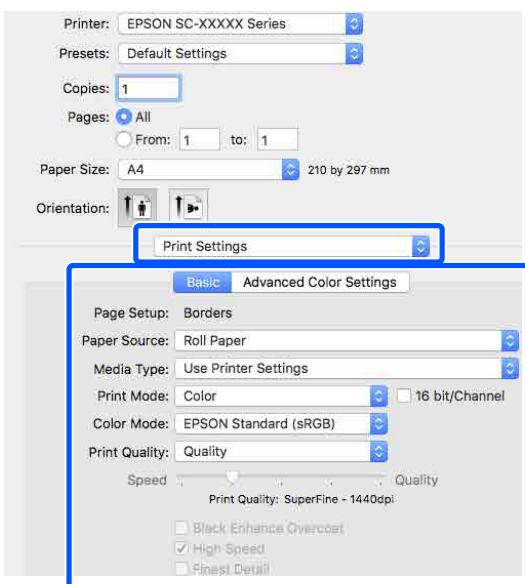 Printer: EPSON SC-XXXXX Series
Presets: Default Settings
Copies: 1
Pages: All
From: 1 to: 1
Paper Size: A4 210 by 297 mm
Orientation:
Print Settings
Basic Advanced Color Settings
Page Setup: Borders
Paper Source: Roll Paper
Media Type: Use Printer Settings
Print Mode: Color 16 bit/Channel
Color Mode: EPSON Standard (sRGB)
Print Quality: Quality
Speed Quality
Print Quality: SuperFine - 1440dpi
Black Enhance Overcoat
High Speed
Finest Detail